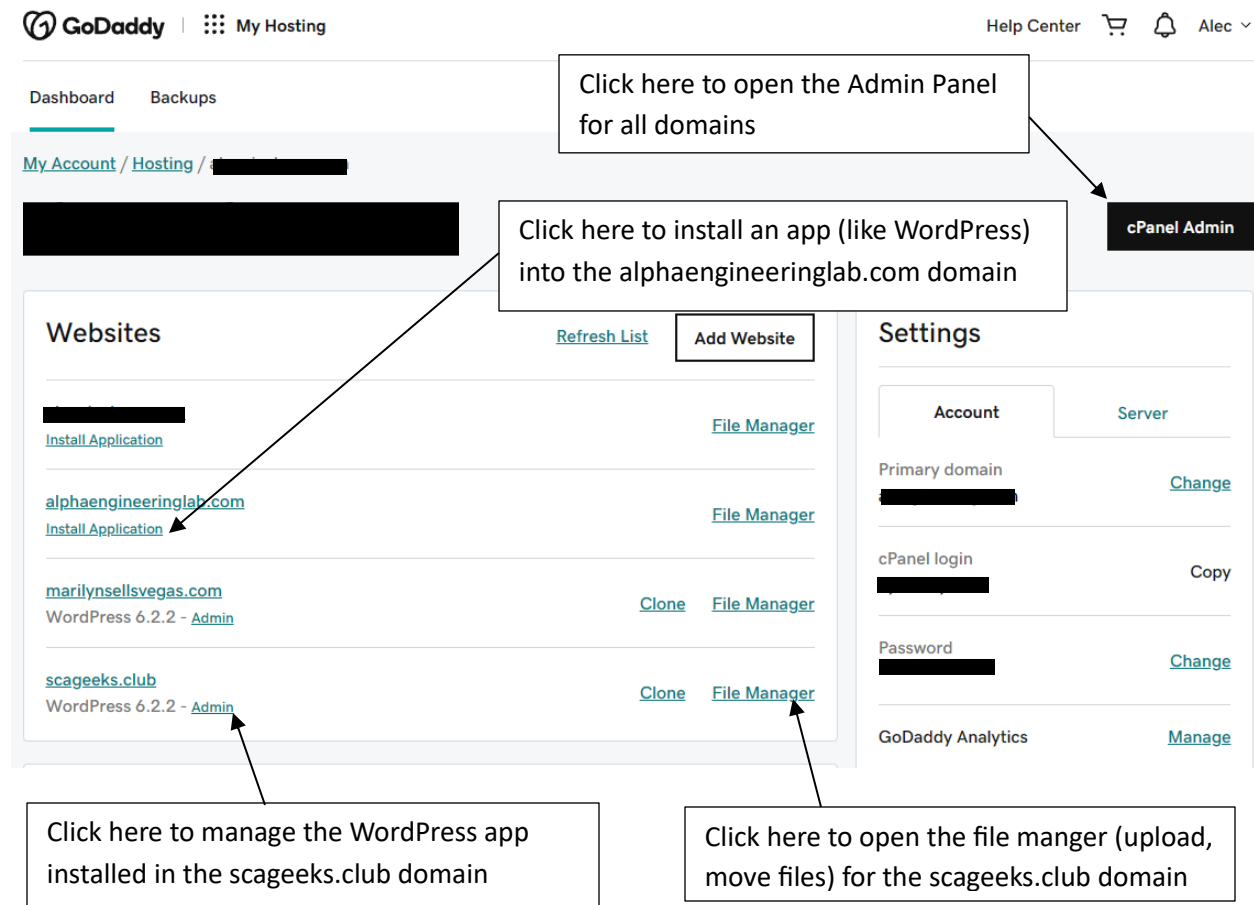 GoDaddy My Hosting Help Center Alec
Click here to open the Admin Panel
for all domains
Dashboard Backups
My Account / Hosting /
Click here to install an app (like WordPress)
into the alphaengineeringlab.com domain
cPanel Admin
Websites Refresh List Add Website
Install Application File Manager
alphaengineeringlab.com
Install Application File Manager
marilynsellsvegas.com
WordPress 6.2.2 - Admin Clone File Manager
scageeks.club
WordPress 6.2.2 - Admin Clone File Manager
Settings
Account Server
Primary domain
Change
cPanel login
Copy
Password
Change
GoDaddy Analytics Manage
Click here to manage the WordPress app
installed in the scageeks.club domain
Click here to open the file manger (upload,
move files) for the scageeks.club domain